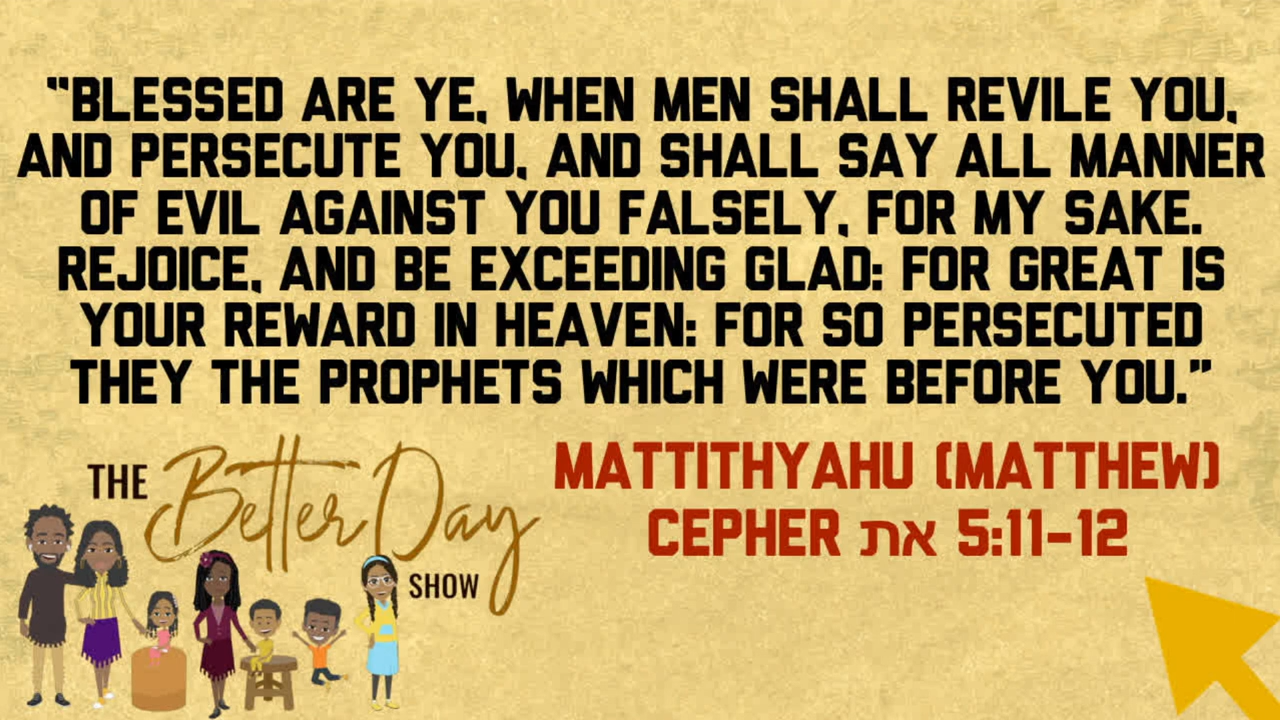 “BLESSED ARE YE, WHEN MEN SHALL REVILE YOU,
AND PERSECUTE YOU, AND SHALL SAY ALL MANNER
OF EVIL AGAINST YOU FALSELY, FOR MY SAKE.
REJOICE, AND BE EXCEEDING GLAD: FOR GREAT IS
YOUR REWARD IN HEAVEN: FOR SO PERSECUTED
THEY THE PROPHETS WHICH WERE BEFORE YOU.”
MATTITHYAHU (MATTHEW)
CEPHER את 5:11-12
THE Better Day
SHOW